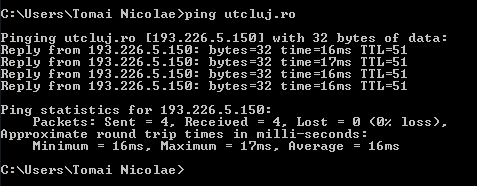 C:\Users\Tomai Nicolae>ping utcluj.ro
Pinging utcluj.ro [193.226.5.150] with 32 bytes of data:
Reply from 193.226.5.150: bytes=32 time=16ms TTL=51
Reply from 193.226.5.150: bytes=32 time=17ms TTL=51
Reply from 193.226.5.150: bytes=32 time=16ms TTL=51
Reply from 193.226.5.150: bytes=32 time=16ms TTL=51
Ping statistics for 193.226.5.150:
    Packets: Sent = 4, Received = 4, Lost = 0 (0% loss),
Approximate round trip times in milli-seconds:
    Minimum = 16ms, Maximum = 17ms, Average = 16ms
C:\Users\Tomai Nicolae>